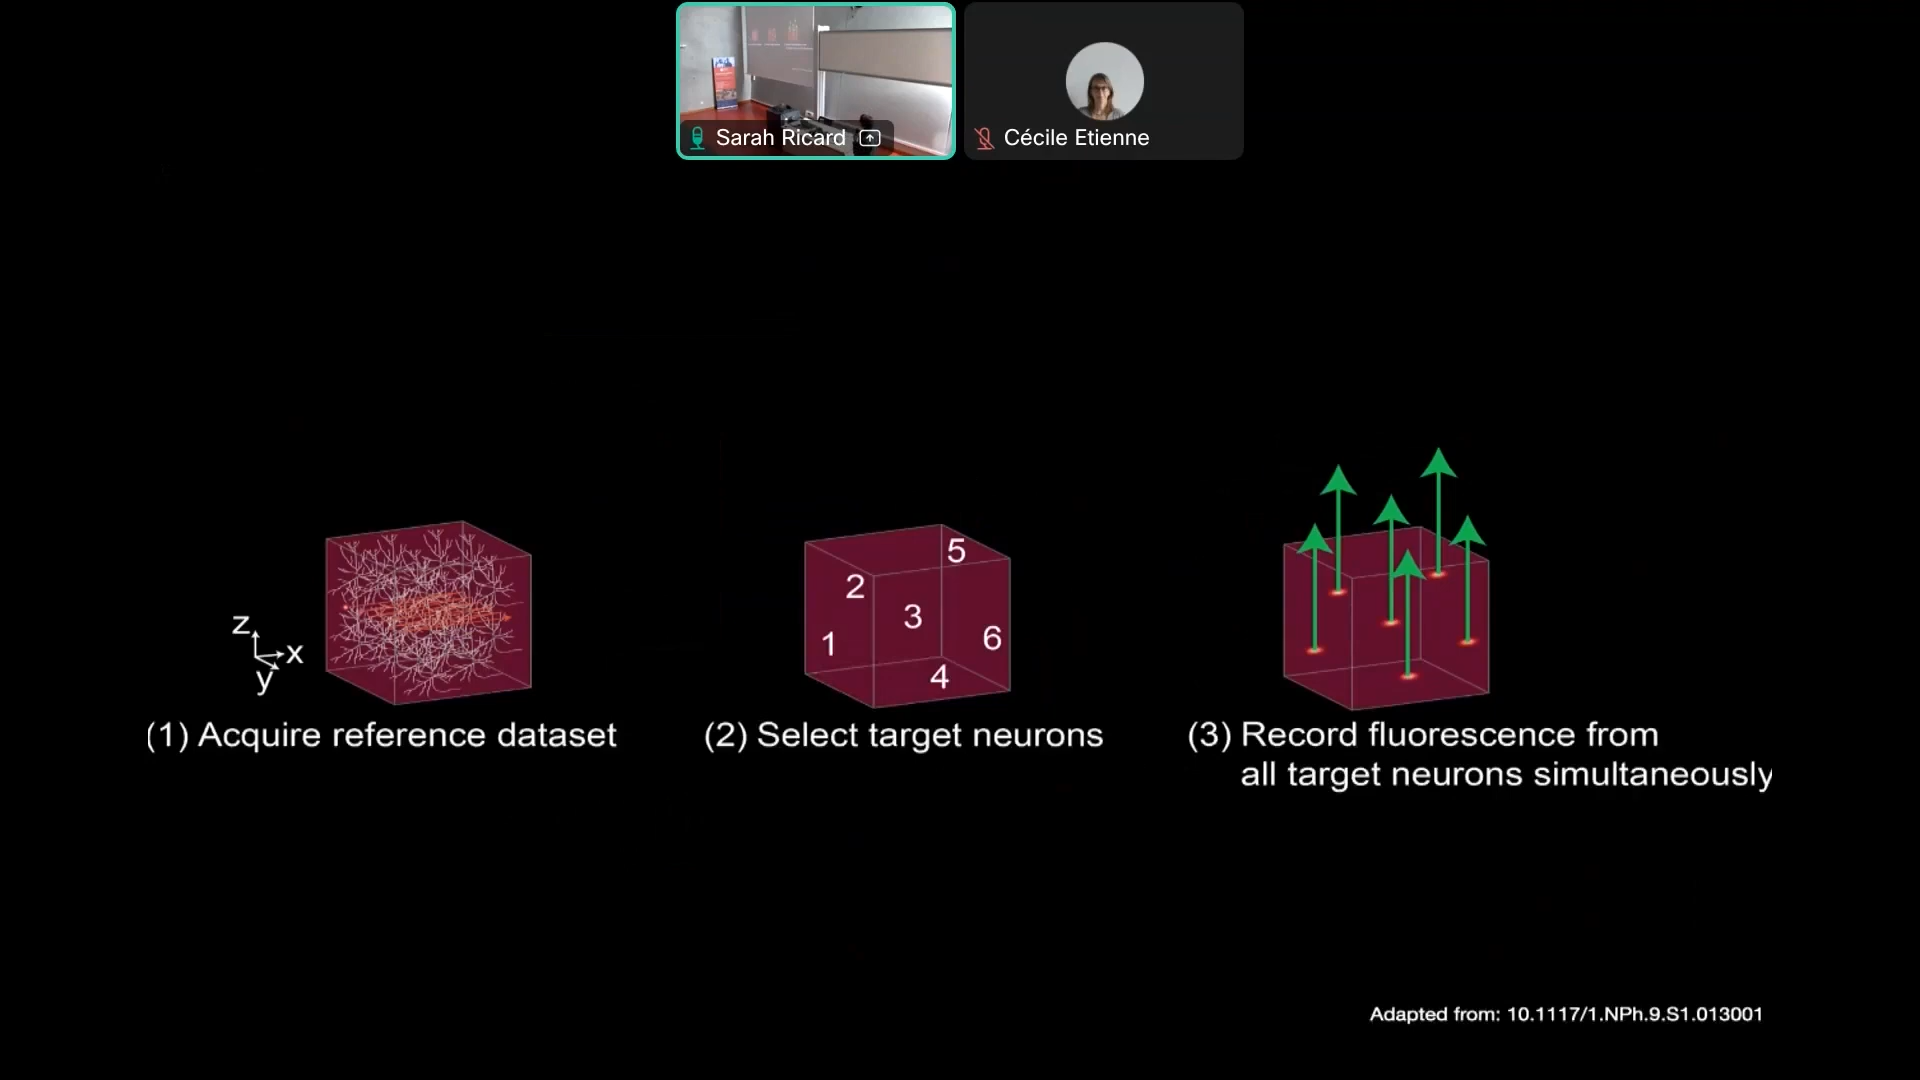 Sarah Ricard
Cécile Etienne
z
x
y
5
2
3
1
6
4
(1) Acquire reference dataset
(2) Select target neurons
(3) Record fluorescence from
all target neurons simultaneously
Adapted from: 10.1117/1.NPh.9.S1.013001